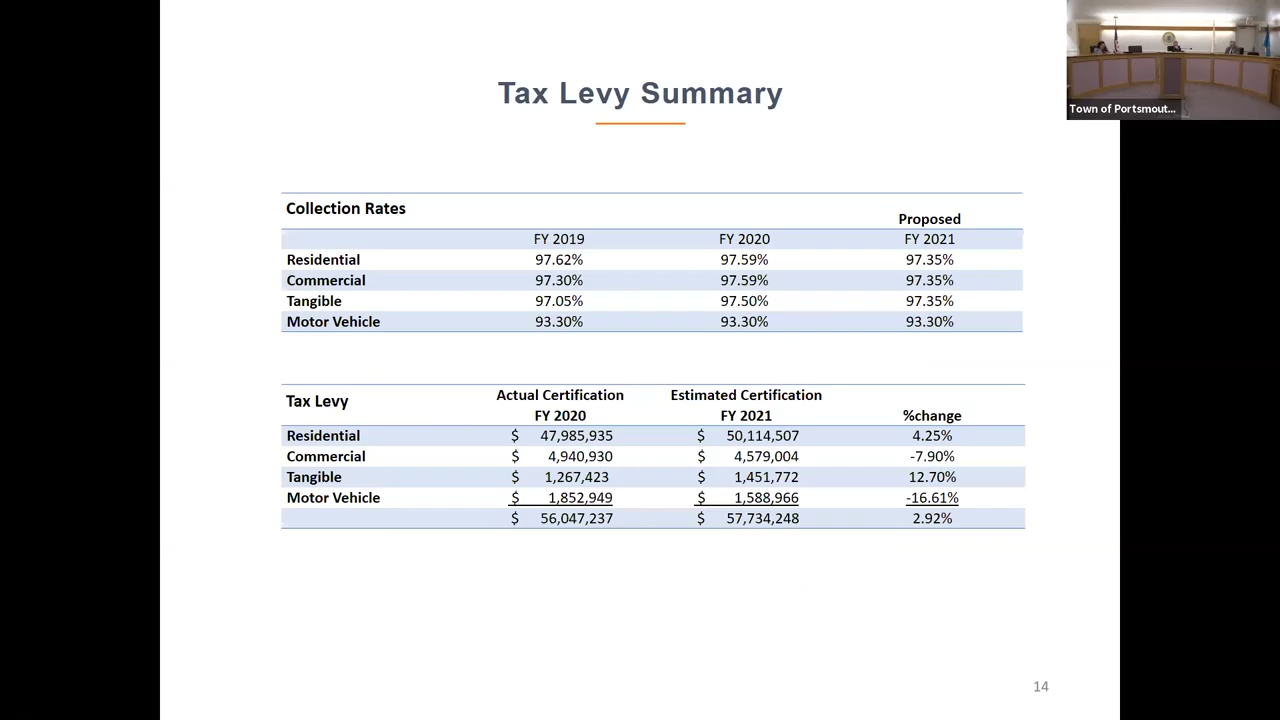 Tax Levy Summary
Town of Portsmout...
Collection Rates
Proposed
FY 2019 FY 2020 FY 2021
Residential 97.62% 97.59% 97.35%
Commercial 97.30% 97.59% 97.35%
Tangible 97.05% 97.50% 97.35%
Motor Vehicle 93.30% 93.30% 93.30%
Tax Levy
Actual Certification Estimated Certification
FY 2020 FY 2021 %change
Residential $ 47,985,935 $ 50,114,507 4.25%
Commercial $ 4,940,930 $ 4,579,004 -7.90%
Tangible $ 1,267,423 $ 1,451,772 12.70%
Motor Vehicle $ 1,852,949 $ 1,588,966 -16.61%
$ 56,047,237 $ 57,734,248 2.92%
14